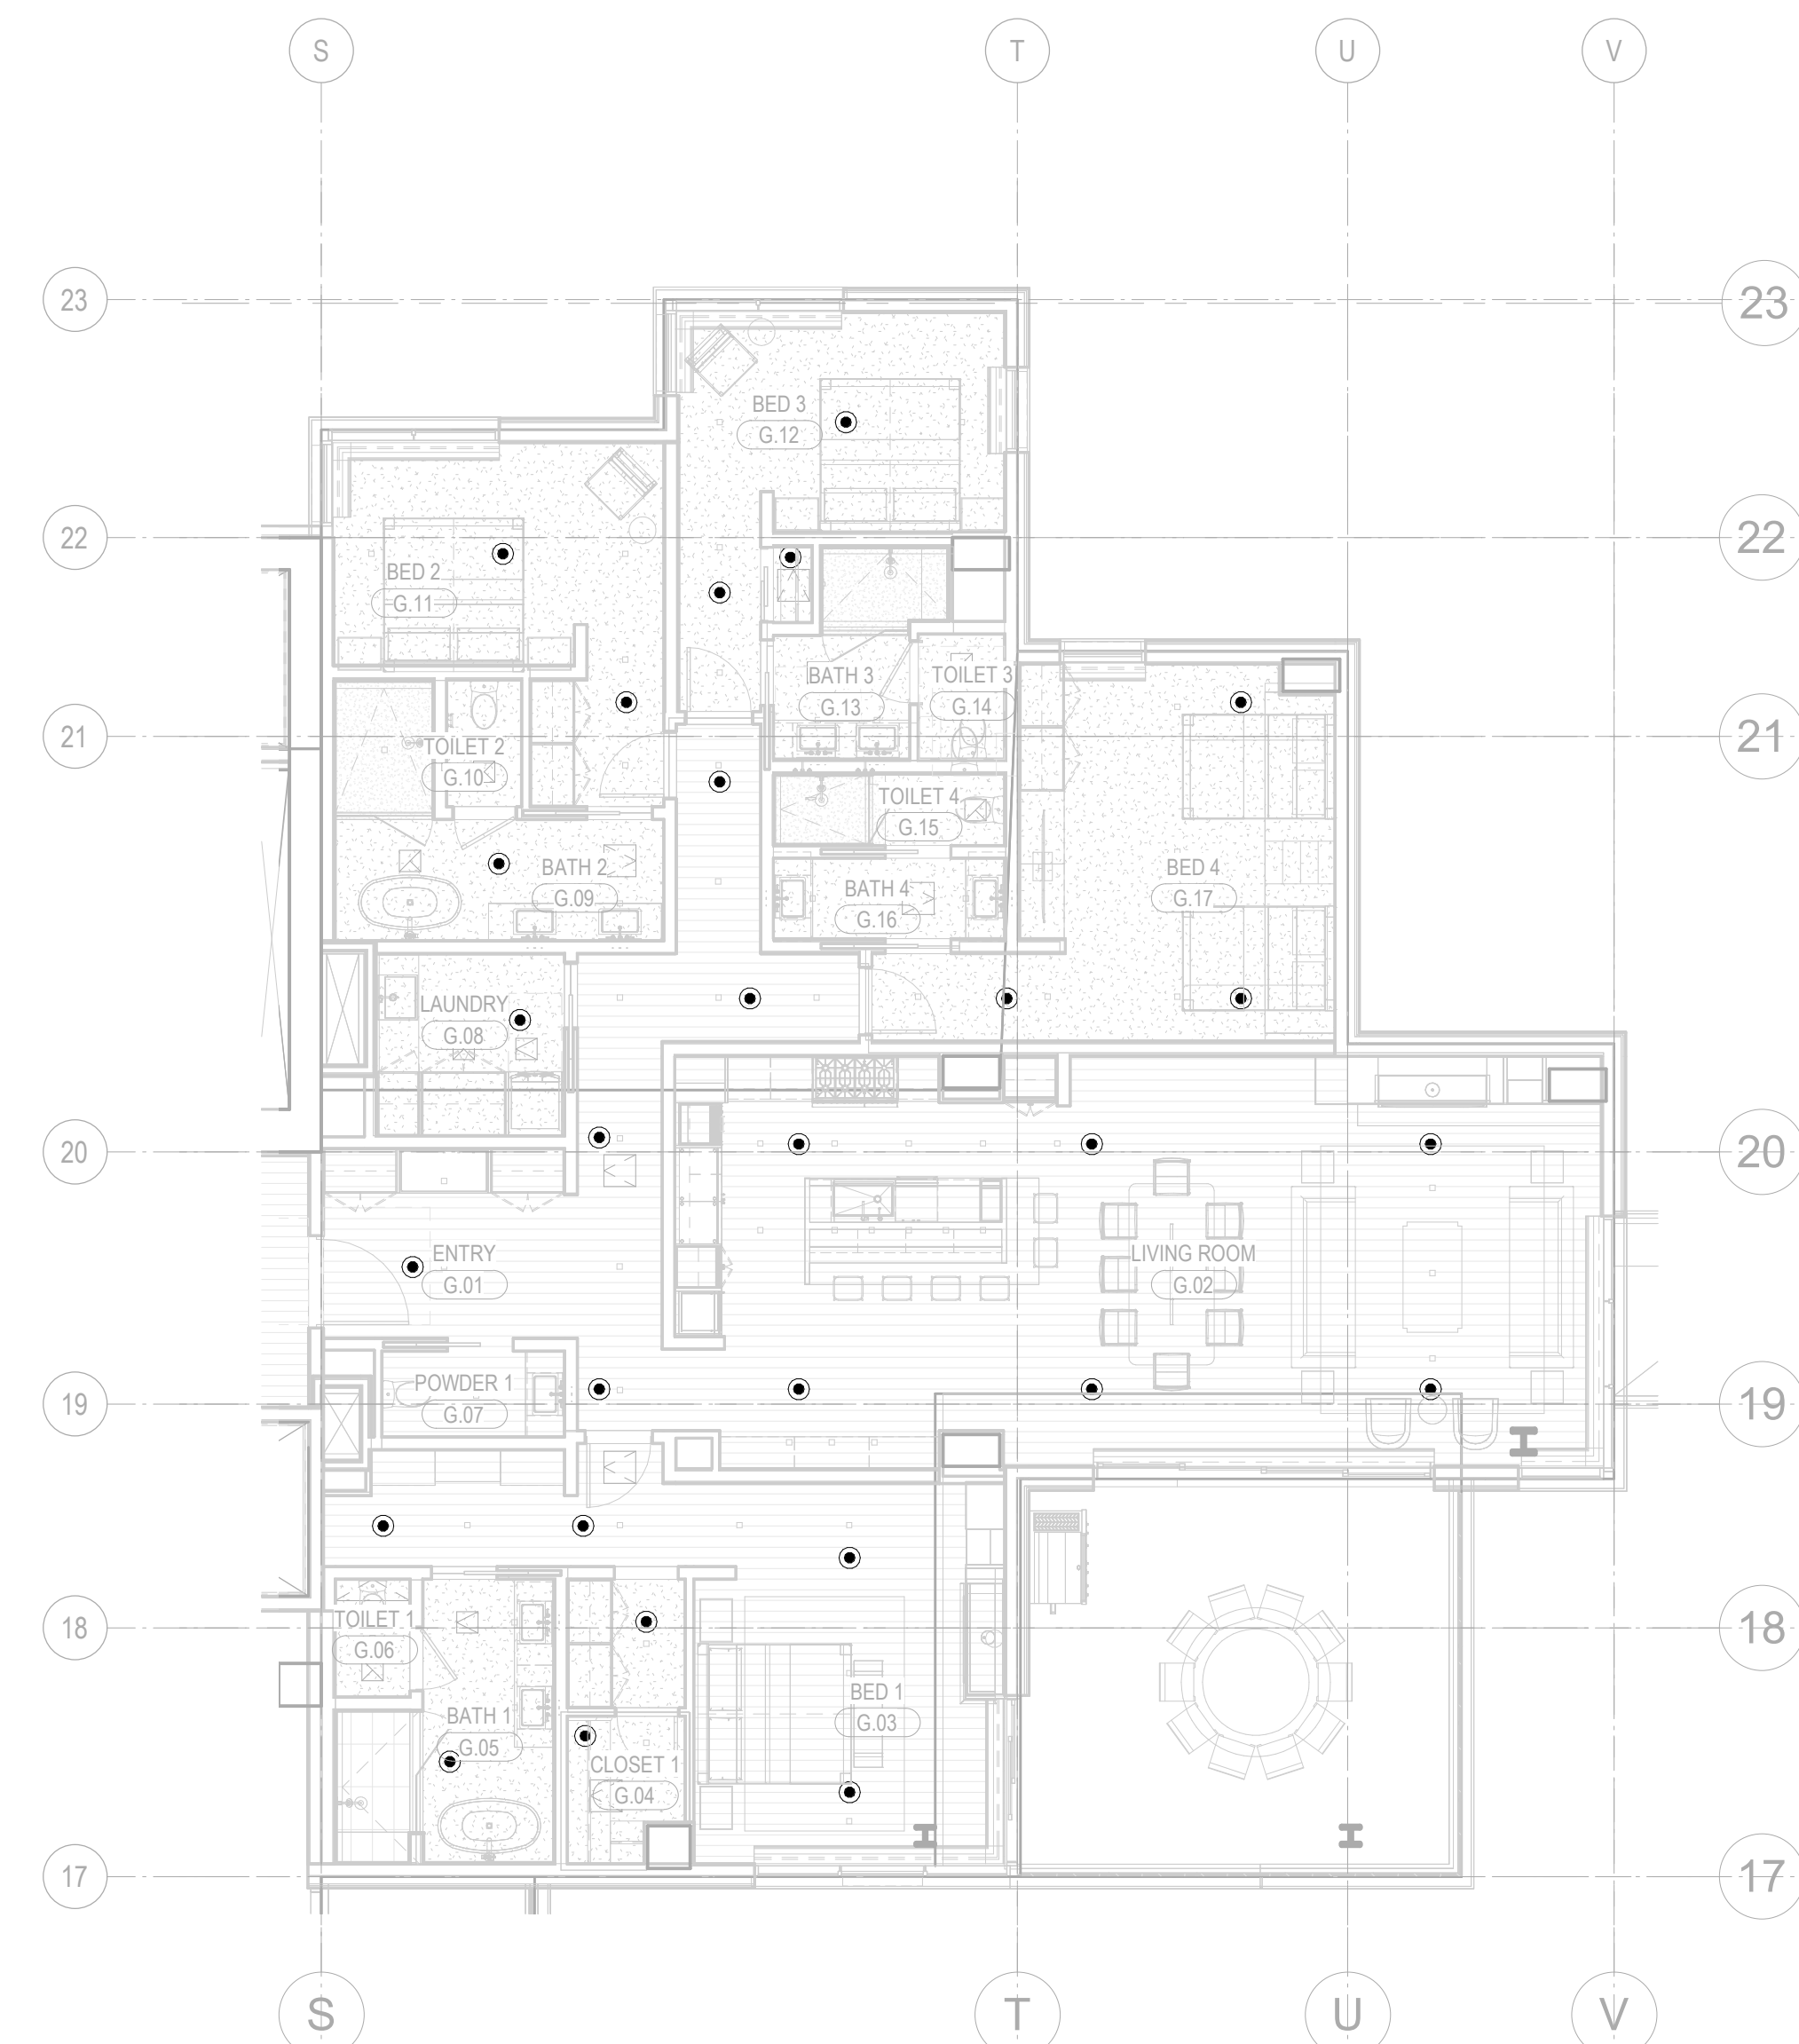 S T U V
23 23
BED 3
G.12
22 22
BED 2
G.11
BATH 3 TOILET 3
G.13 G.14
21 21
TOILET 2
G.10
TOILET 4
G.15
BATH 2 BATH 4 BED 4
G.09 G.16 G.17
LAUNDRY
G.08
20 20
ENTRY LIVING ROOM
G.01 G.02
POWDER 1
G.07
19 19
TOILET 1
G.06
18 18
BED 1
G.03
BATH 1
G.05
CLOSET 1
G.04
17 17
S T U V